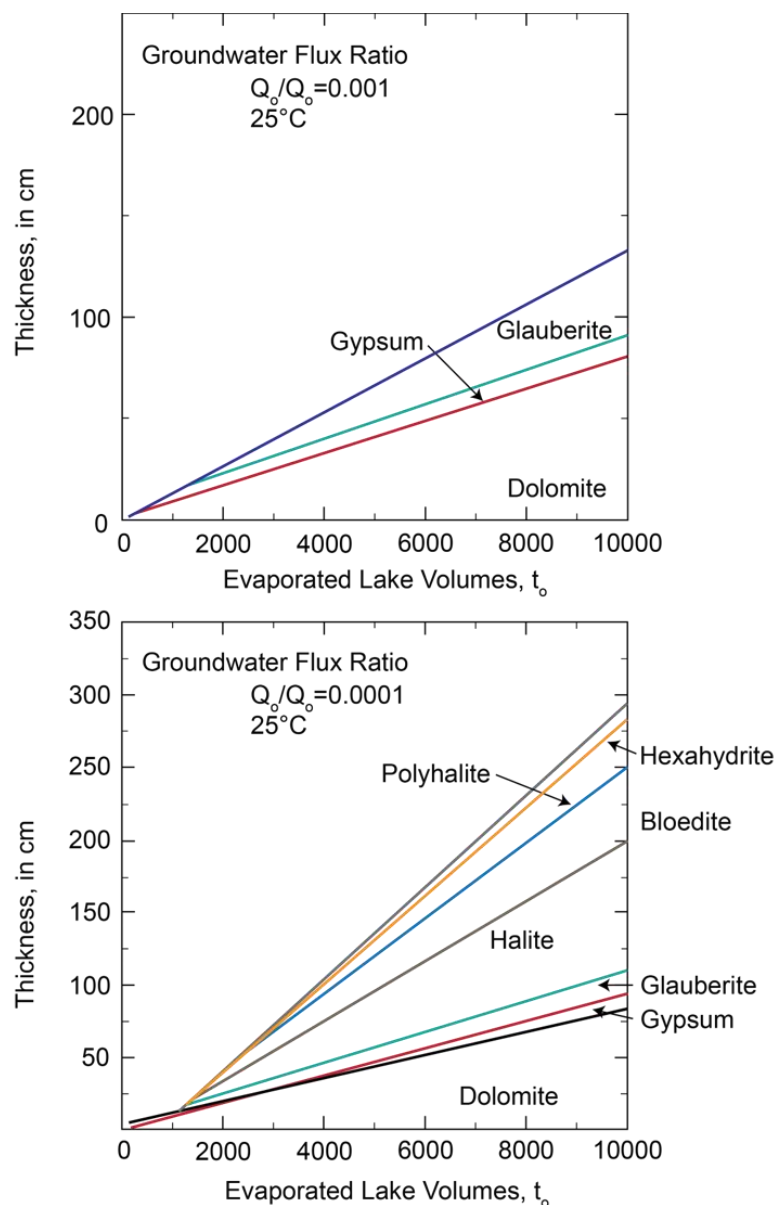 Groundwater Flux Ratio
Qo/Qo=0.001
25°C
200
100
0
Thickness, in cm
Gypsum
Glauberite
Dolomite
0 2000 4000 6000 8000 10000
Evaporated Lake Volumes, to
350
300
250
200
150
100
50
Thickness, in cm
Groundwater Flux Ratio
Qo/Qo=0.0001
25°C
Polyhalite
Hexahydrite
Bloedite
Halite
Glauberite
Gypsum
Dolomite
0 2000 4000 6000 8000 10000
Evaporated Lake Volumes, to